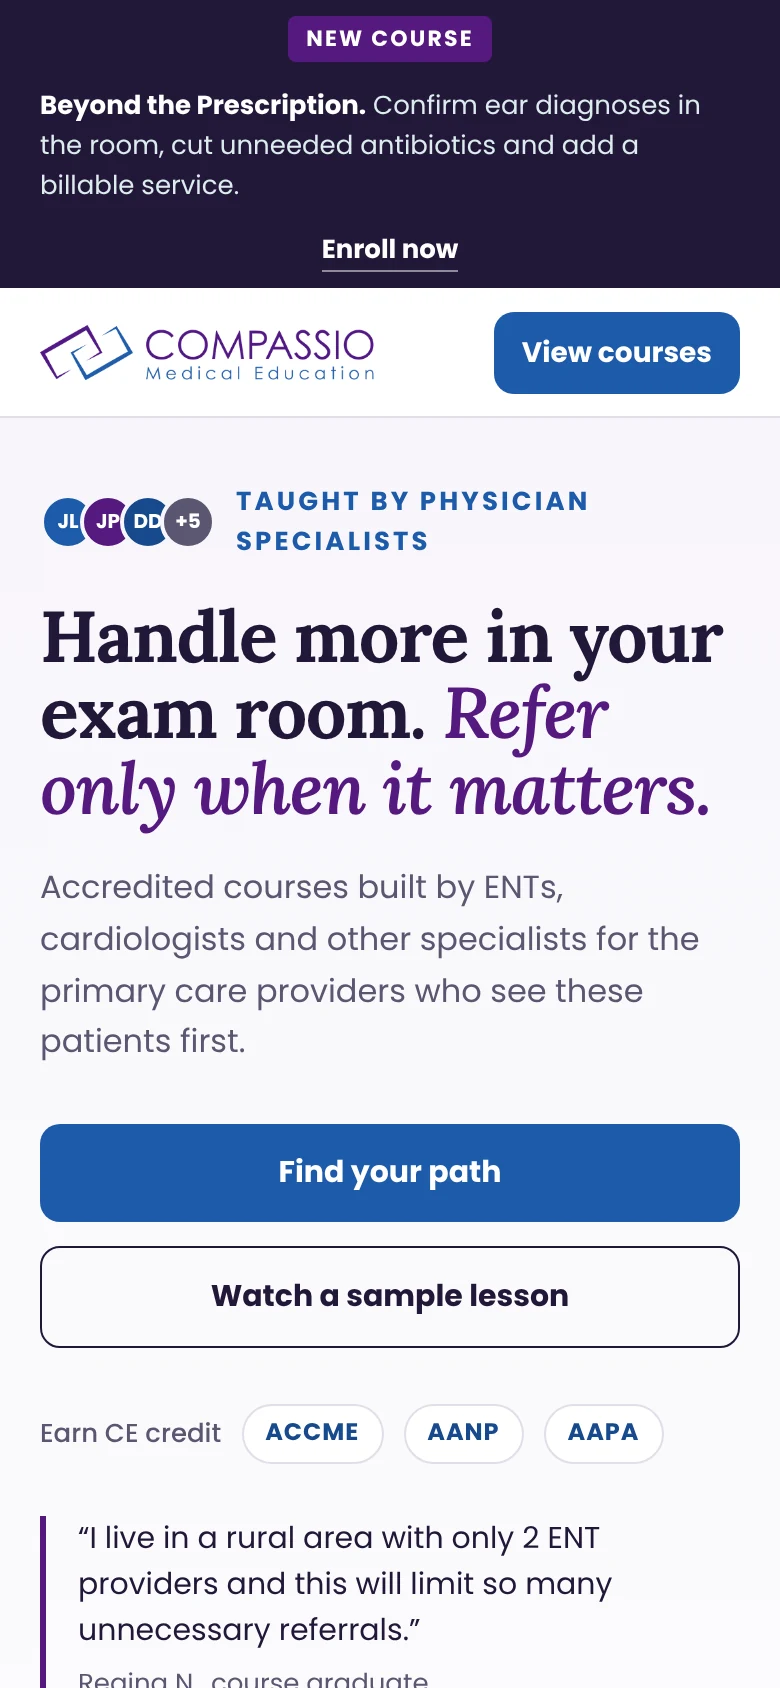 NEW COURSE
Beyond the Prescription. Confirm ear diagnoses in
the room, cut unneeded antibiotics and add a
billable service.
Enroll now
COMPASSIO
Medical Education
View courses
JL JP DD +5
TAUGHT BY PHYSICIAN
SPECIALISTS
Handle more in your
exam room. Refer
only when it matters.
Accredited courses built by ENTs,
cardiologists and other specialists for the
primary care providers who see these
patients first.
Find your path
Watch a sample lesson
Earn CE credit ACCME AANP AAPA
“I live in a rural area with only 2 ENT
providers and this will limit so many
unnecessary referrals.”
Regina N., course graduate